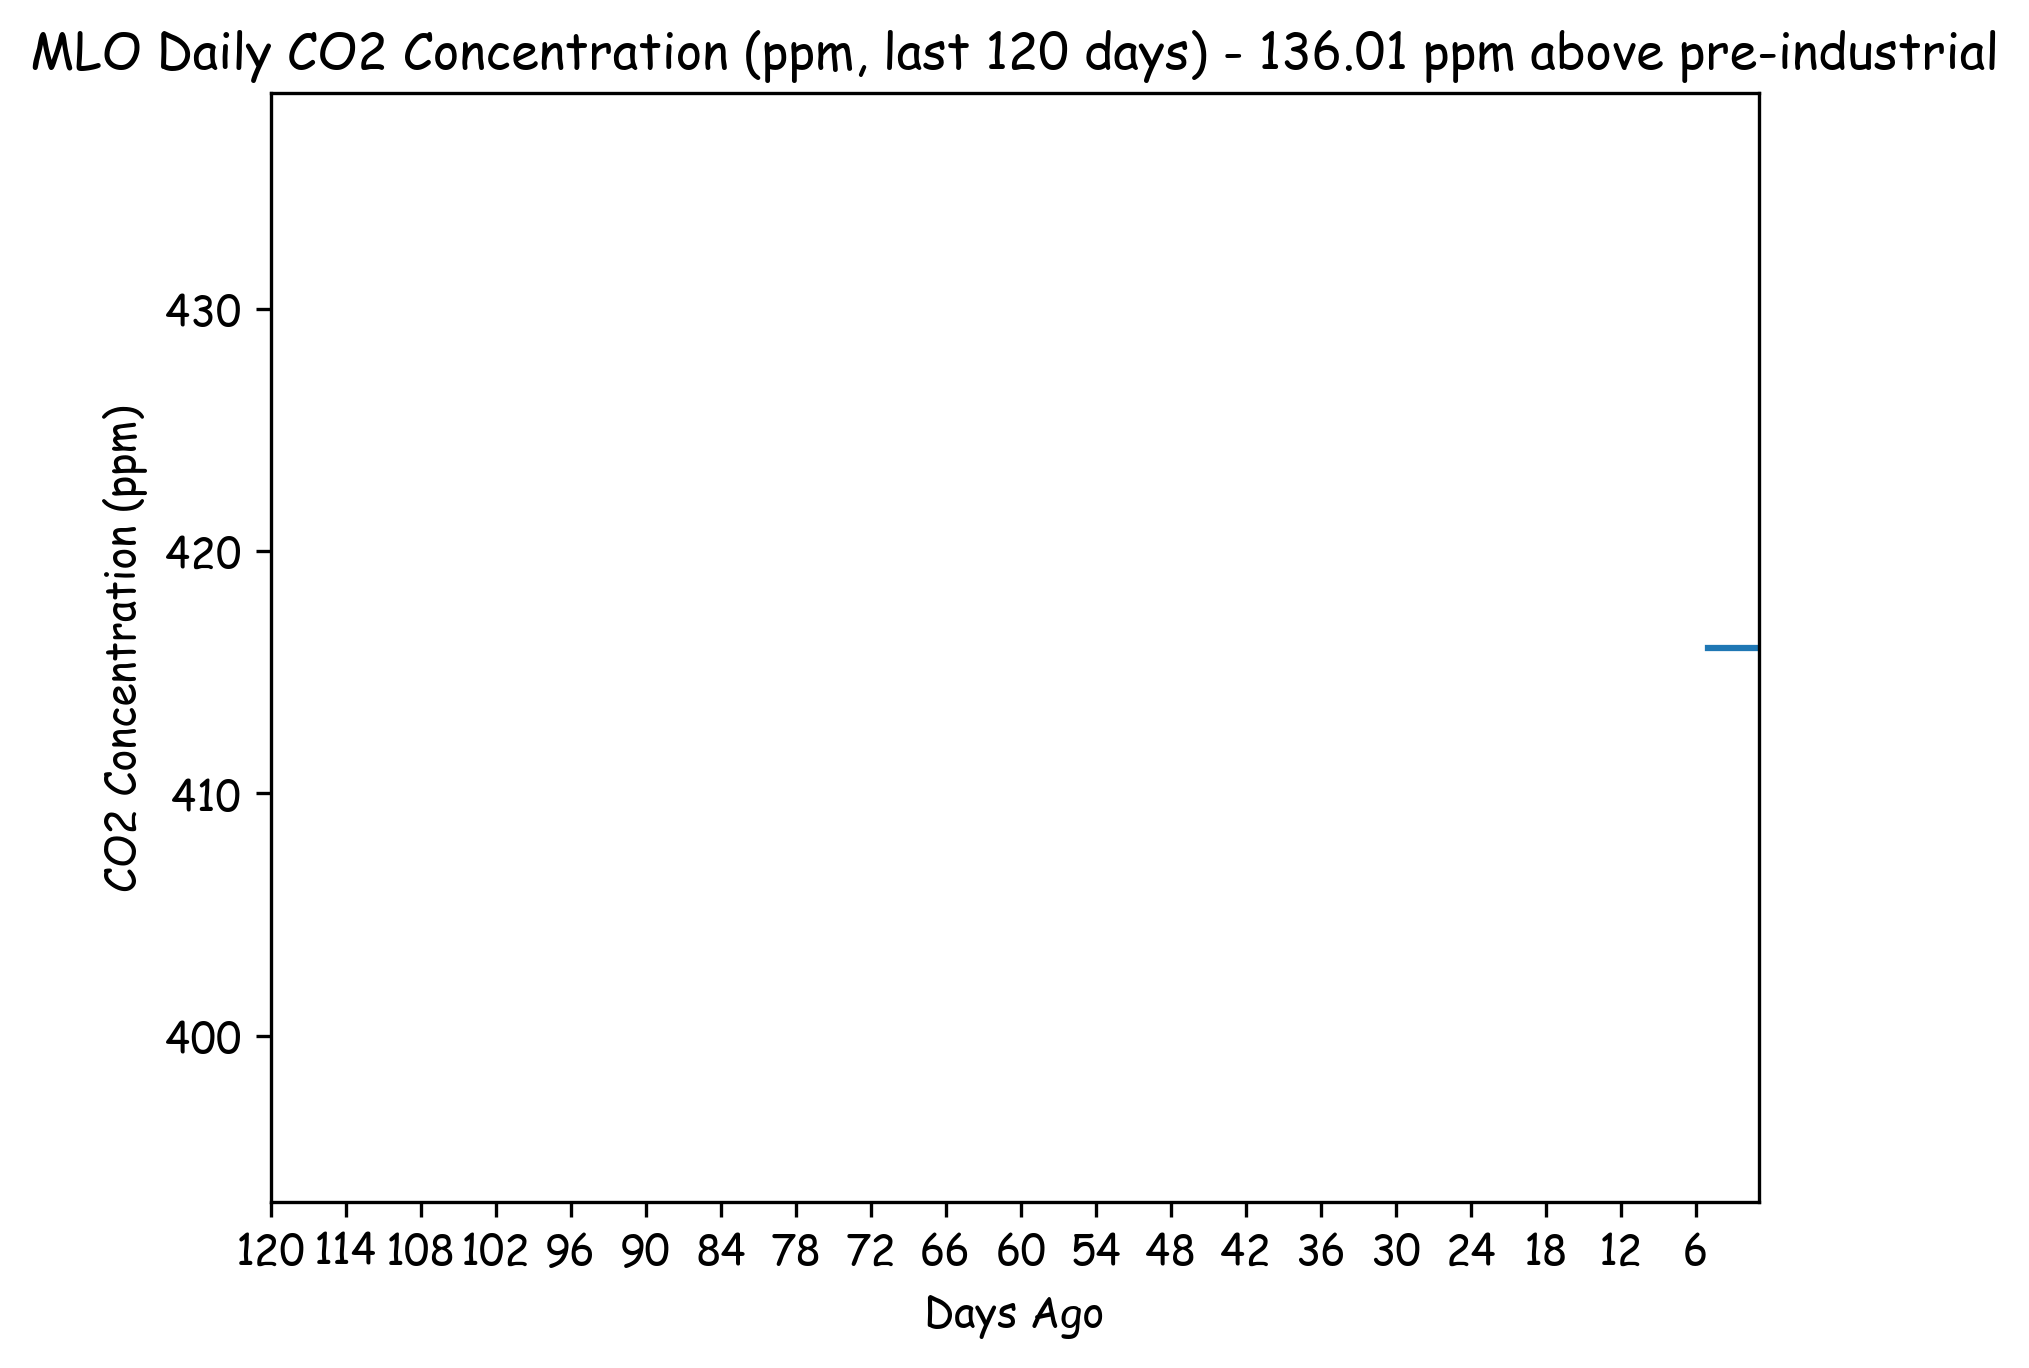 MLO Daily CO2 Concentration (ppm, last 120 days) - 136.01 ppm above pre-industrial
CO2 Concentration (ppm)
430
420
410
400
120 114 108 102 96 90 84 78 72 66 60 54 48 42 36 30 24 18 12 6
Days Ago